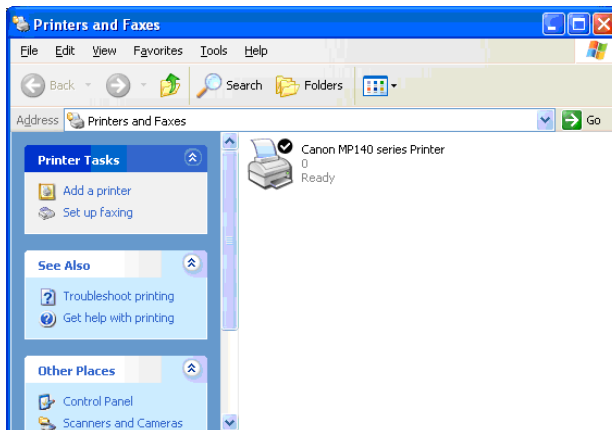 Printers and Faxes
File Edit View Favorites Tools Help
Back Search Folders
Address Printers and Faxes Go
Printer Tasks
Add a printer
Set up faxing
See Also
Troubleshoot printing
Get help with printing
Other Places
Control Panel
Scanners and Cameras
Canon MP140 series Printer
0
Ready